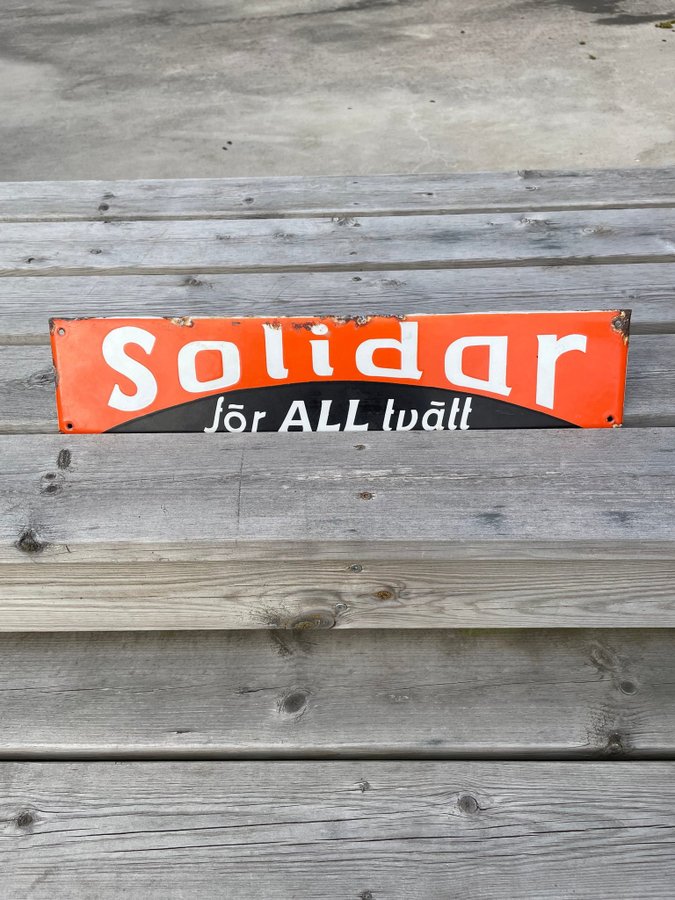 Solidar
för ALL tvätt